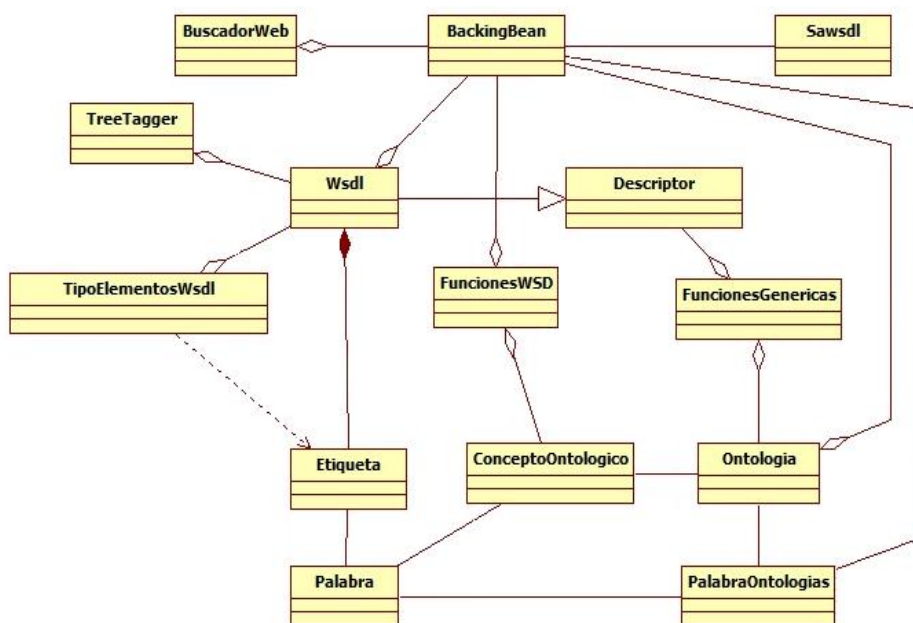 BuscadorWeb
BackingBean
Sawsdl
TreeTagger
Wsdl
Descriptor
TipoElementosWsdl
FuncionesWSD
FuncionesGenericas
Etiqueta
ConceptoOntologico
Ontologia
Palabra
PalabraOntologias